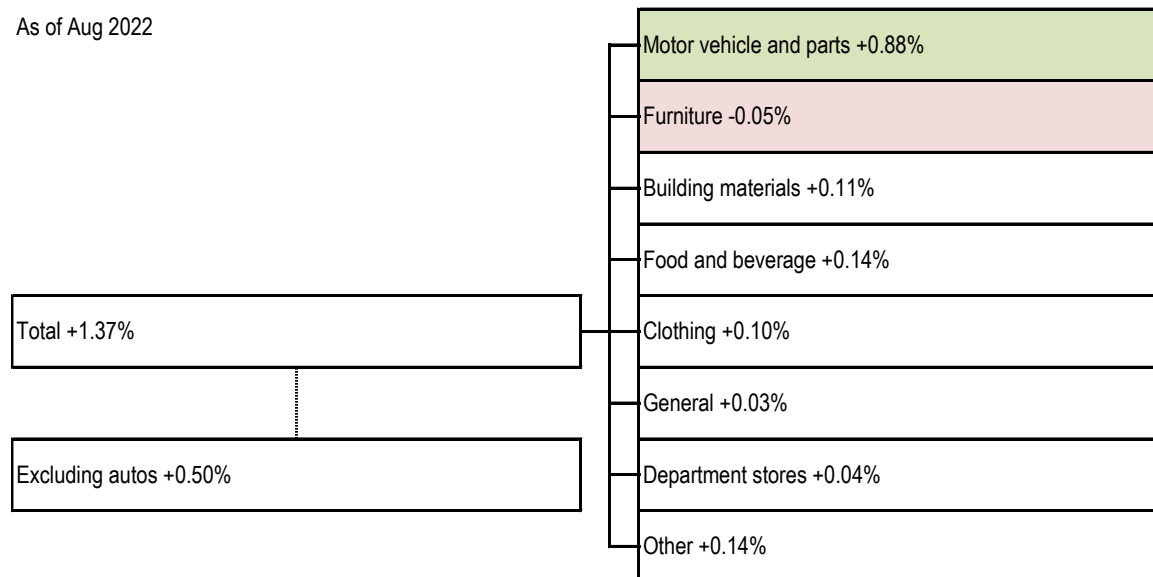 As of Aug 2022
Motor vehicle and parts +0.88%
Furniture -0.05%
Building materials +0.11%
Food and beverage +0.14%
Total +1.37%
Clothing +0.10%
General +0.03%
Excluding autos +0.50%
Department stores +0.04%
Other +0.14%